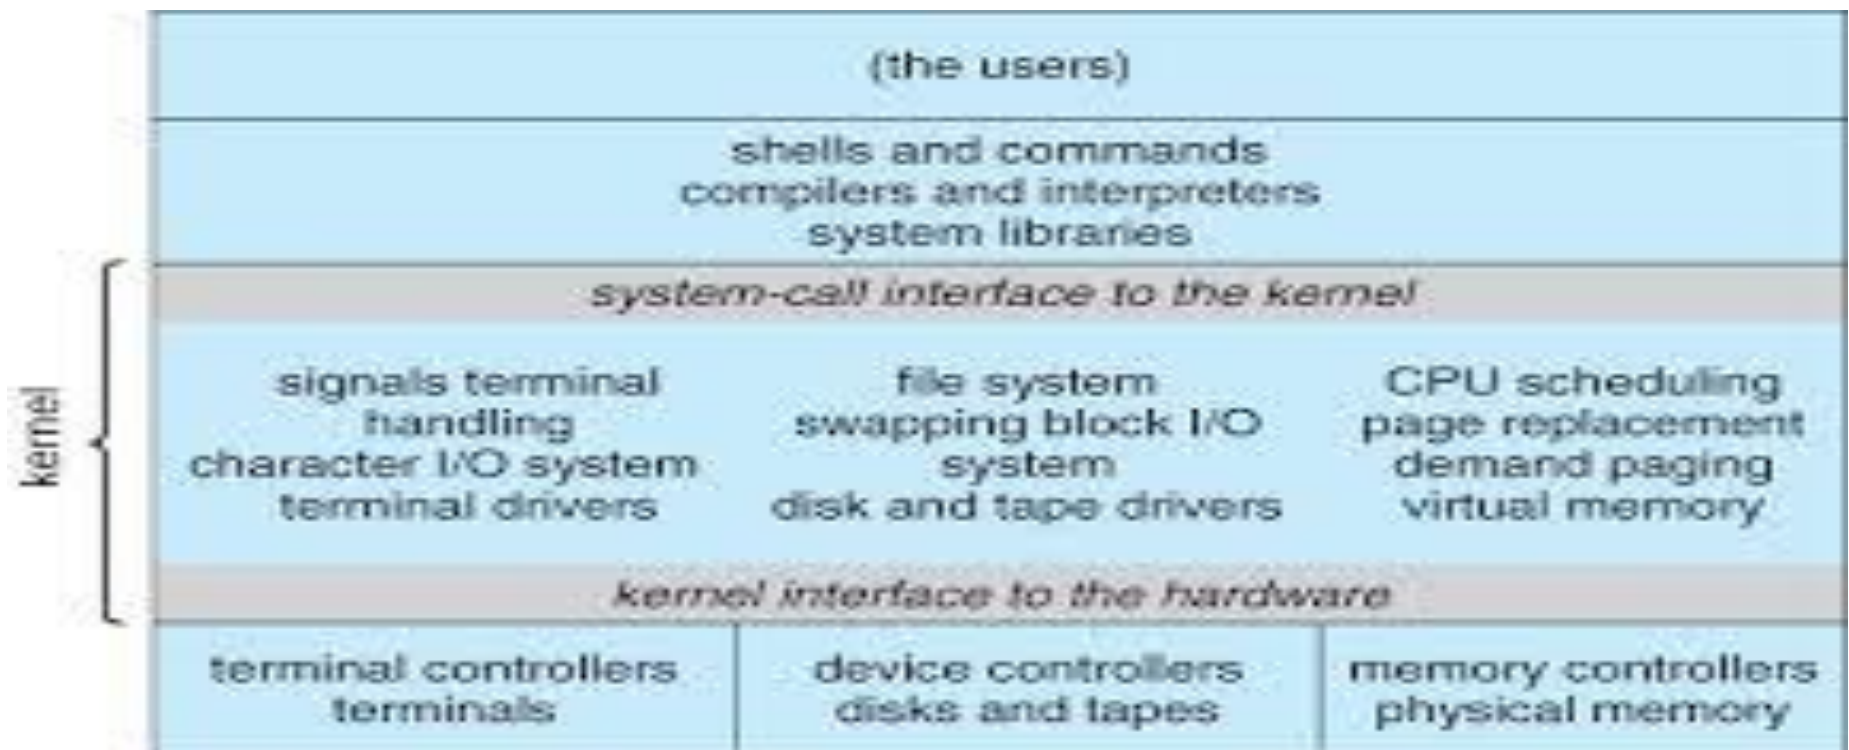 (the users)
shells and commands
compilers and interpreters
system libraries
system-call interface to the kernel
kernel
signals terminal
handling
character I/O system
terminal drivers
file system
swapping block I/O
system
disk and tape drivers
CPU scheduling
page replacement
demand paging
virtual memory
kernel interface to the hardware
terminal controllers
terminals
device controllers
disks and tapes
memory controllers
physical memory